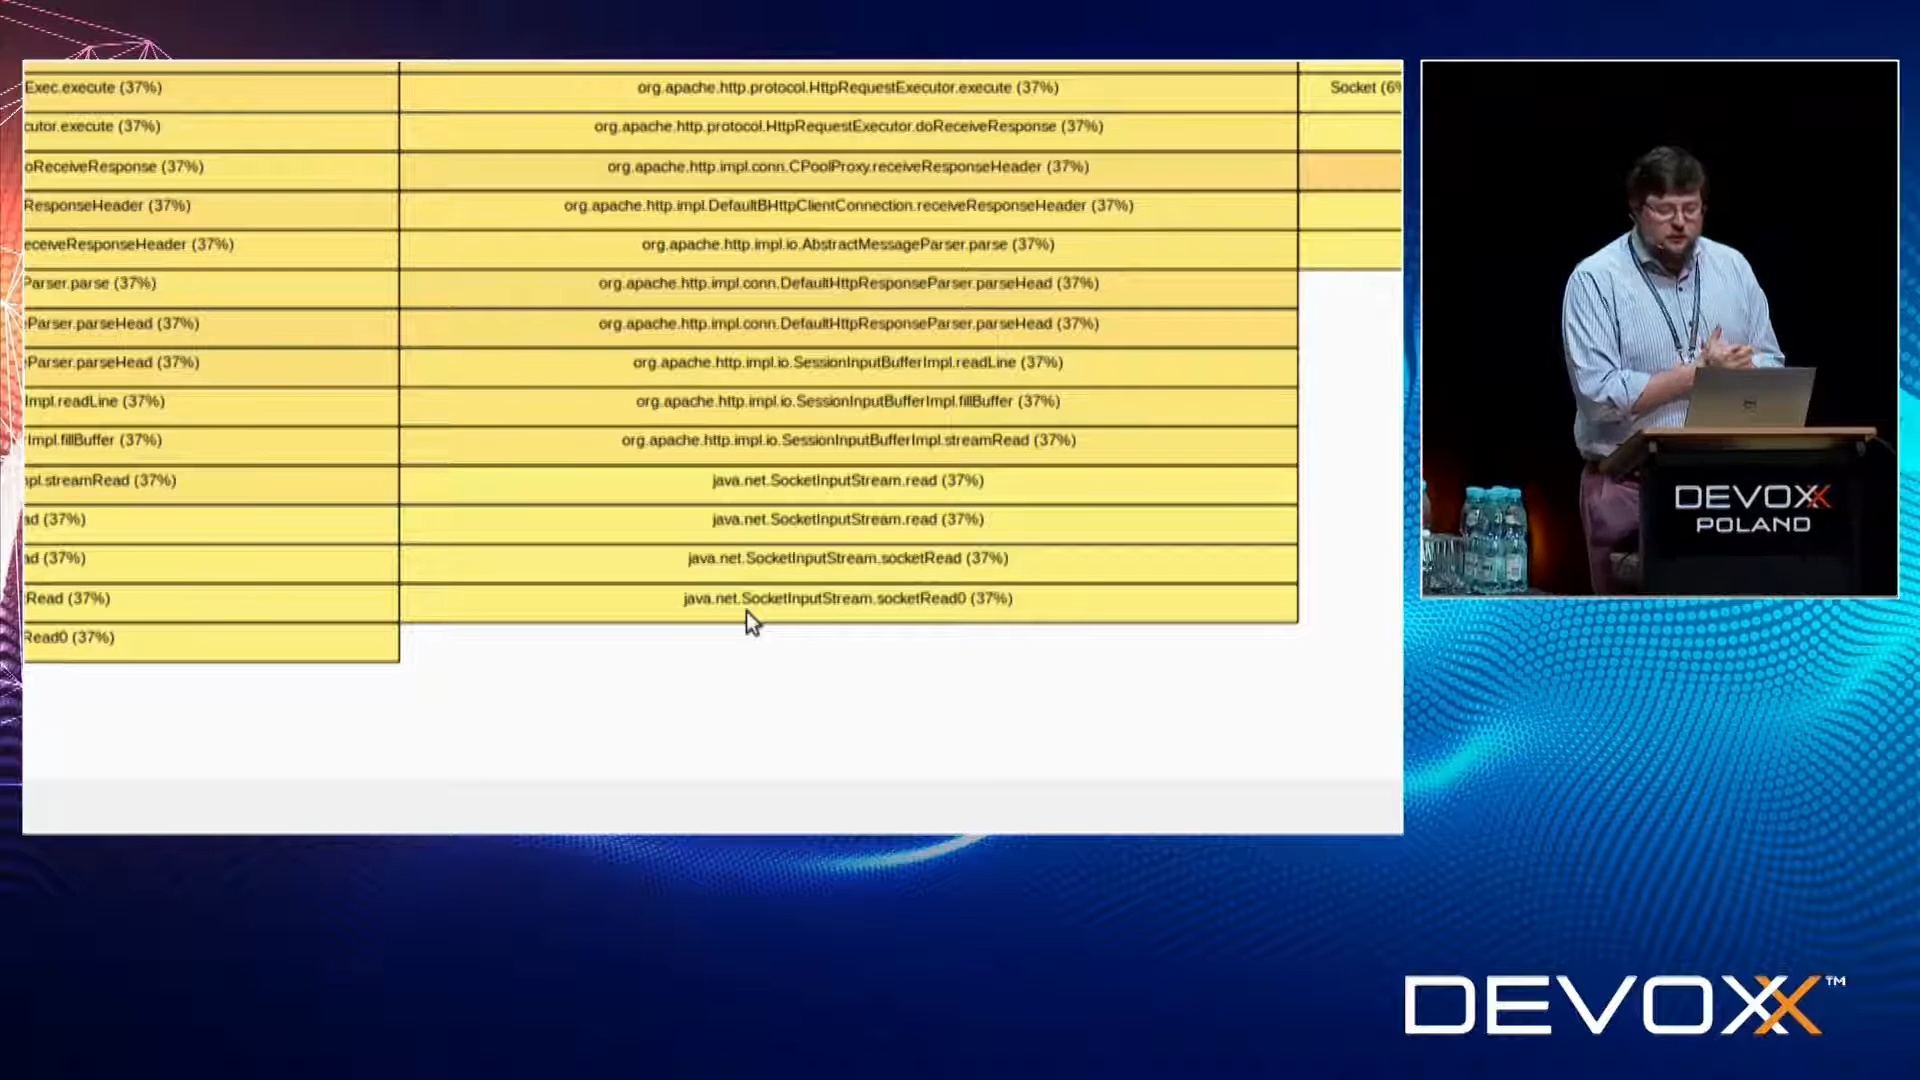 Exec.execute (37%) org.apache.http.protocol.HttpRequestExecutor.execute (37%) Socket (6%
cutor.execute (37%) org.apache.http.protocol.HttpRequestExecutor.doReceiveResponse (37%)
oReceiveResponse (37%) org.apache.http.impl.conn.CPoolProxy.receiveResponseHeader (37%)
ResponseHeader (37%) org.apache.http.impl.DefaultBHttpClientConnection.receiveResponseHeader (37%)
eceiveResponseHeader (37%) org.apache.http.impl.io.AbstractMessageParser.parse (37%)
Parser.parse (37%) org.apache.http.impl.conn.DefaultHttpResponseParser.parseHead (37%)
Parser.parseHead (37%) org.apache.http.impl.conn.DefaultHttpResponseParser.parseHead (37%)
Parser.parseHead (37%) org.apache.http.impl.io.SessionInputBufferImpl.readLine (37%)
Impl.readLine (37%) org.apache.http.impl.io.SessionInputBufferImpl.fillBuffer (37%)
Impl.fillBuffer (37%) org.apache.http.impl.io.SessionInputBufferImpl.streamRead (37%)
pl.streamRead (37%) java.net.SocketInputStream.read (37%)
ad (37%) java.net.SocketInputStream.read (37%)
ad (37%) java.net.SocketInputStream.socketRead (37%)
Read (37%) java.net.SocketInputStream.socketRead0 (37%)
Read0 (37%)
DEVOXX
POLAND
DEVOXX™